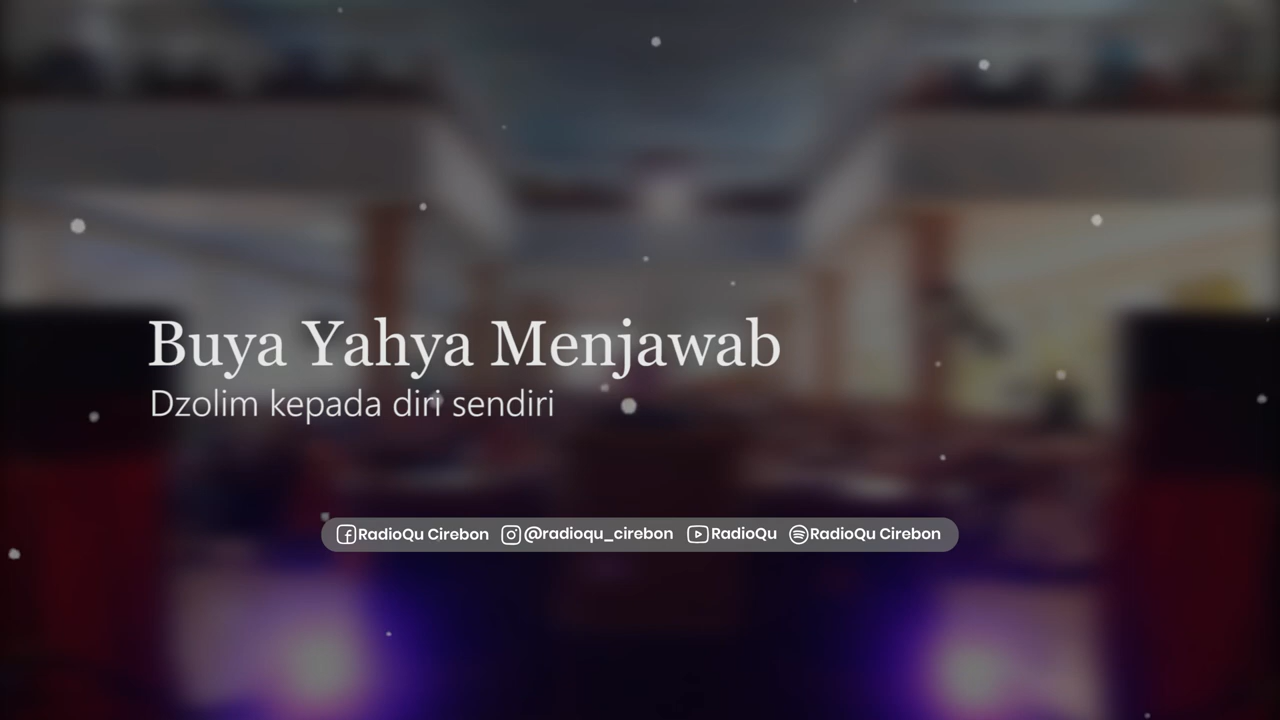 Buya Yahya Menjawab
Dzolim kepada diri sendiri
RadioQu Cirebon @radioqu_cirebon RadioQu RadioQu Cirebon